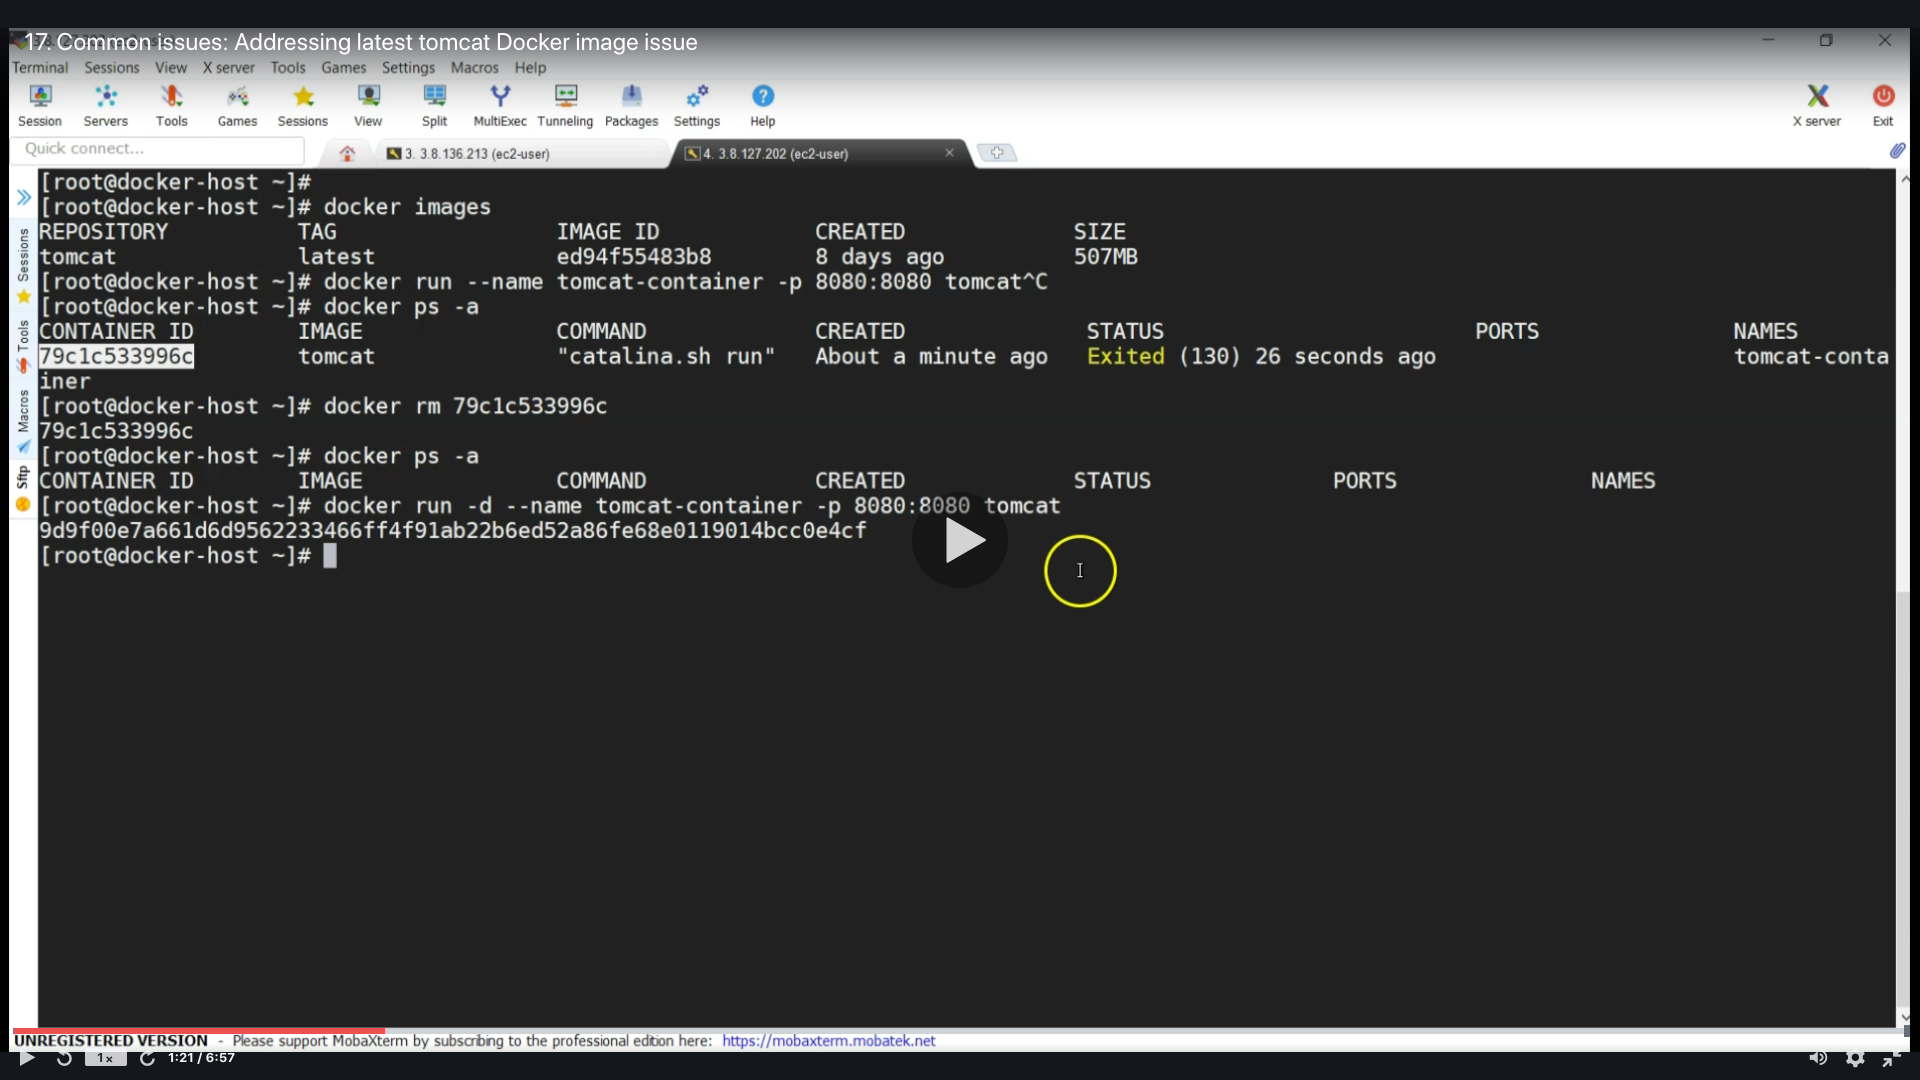 17. Common issues: Addressing latest tomcat Docker image issue
Terminal Sessions View X server Tools Games Settings Macros Help
Session Servers Tools Games Sessions View Split MultiExec Tunneling Packages Settings Help X server Exit
Quick connect...
3. 3.8.136.213 (ec2-user)
4. 3.8.127.202 (ec2-user)
Sessions
Tools
Macros
Sftp
[root@docker-host ~]#
[root@docker-host ~]# docker images
REPOSITORY TAG IMAGE ID CREATED SIZE
tomcat latest ed94f55483b8 8 days ago 507MB
[root@docker-host ~]# docker run --name tomcat-container -p 8080:8080 tomcat^C
[root@docker-host ~]# docker ps -a
CONTAINER ID IMAGE COMMAND CREATED STATUS PORTS NAMES
79c1c533996c tomcat "catalina.sh run" About a minute ago Exited (130) 26 seconds ago tomcat-conta
iner
[root@docker-host ~]# docker rm 79c1c533996c
79c1c533996c
[root@docker-host ~]# docker ps -a
CONTAINER ID IMAGE COMMAND CREATED STATUS PORTS NAMES
[root@docker-host ~]# docker run -d --name tomcat-container -p 8080:8080 tomcat
9d9f00e7a661d6d9562233466ff4f91ab22b6ed52a86fe68e0119014bcc0e4cf
[root@docker-host ~]#
UNREGISTERED VERSION - Please support MobaXterm by subscribing to the professional edition here: https://mobaxterm.mobatek.net
1x 1:21 / 6:57